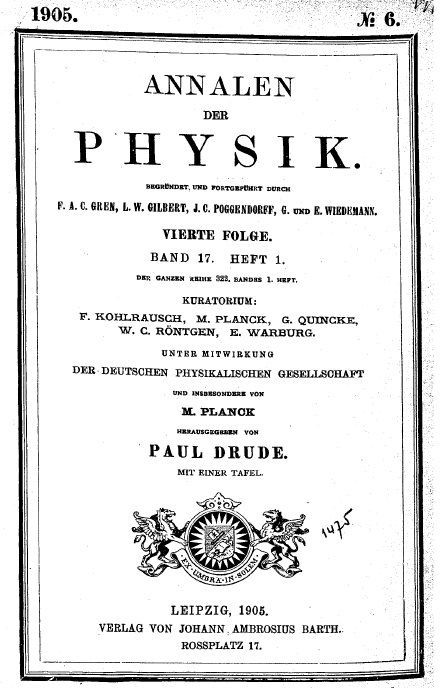 1905.
№ 6.
ANNALEN
DER
PHYSIK.
BEGRÜNDET UND FORTGEFÜHRT DURCH
F. A. C. GREN, L. W. GILBERT, J. C. POGGENDORFF, G. UND E. WIEDEMANN.
VIERTE FOLGE.
BAND 17. HEFT 1.
DER GANZEN REIHE 322. BANDES 1. HEFT.
KURATORIUM:
F. KOHLRAUSCH, M. PLANCK, G. QUINCKE,
W. C. RÖNTGEN, E. WARBURG.
UNTER MITWIRKUNG
DER DEUTSCHEN PHYSIKALISCHEN GESELLSCHAFT
UND INSBESONDERE VON
M. PLANCK
HERAUSGEGEBEN VON
PAUL DRUDE.
MIT EINER TAFEL.
EX·UMBRA·IN·SOLEM
1475
LEIPZIG, 1905.
VERLAG VON JOHANN AMBROSIUS BARTH.
ROSSPLATZ 17.